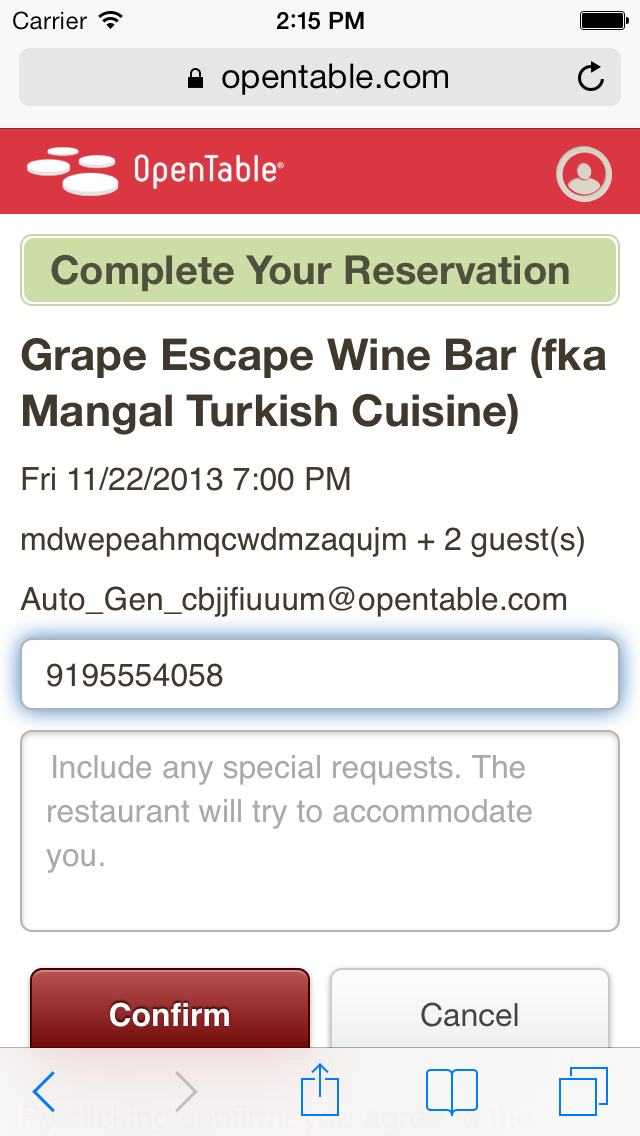 Carrier 2:15 PM
opentable.com
OpenTable®
Complete Your Reservation
Grape Escape Wine Bar (fka
Mangal Turkish Cuisine)
Fri 11/22/2013 7:00 PM
mdwepeahmqcwdmzaqujm + 2 guest(s)
Auto_Gen_cbjjfiuuum@opentable.com
9195554058
Include any special requests. The
restaurant will try to accommodate
you.
Confirm Cancel
By clicking confirm, you agree to the